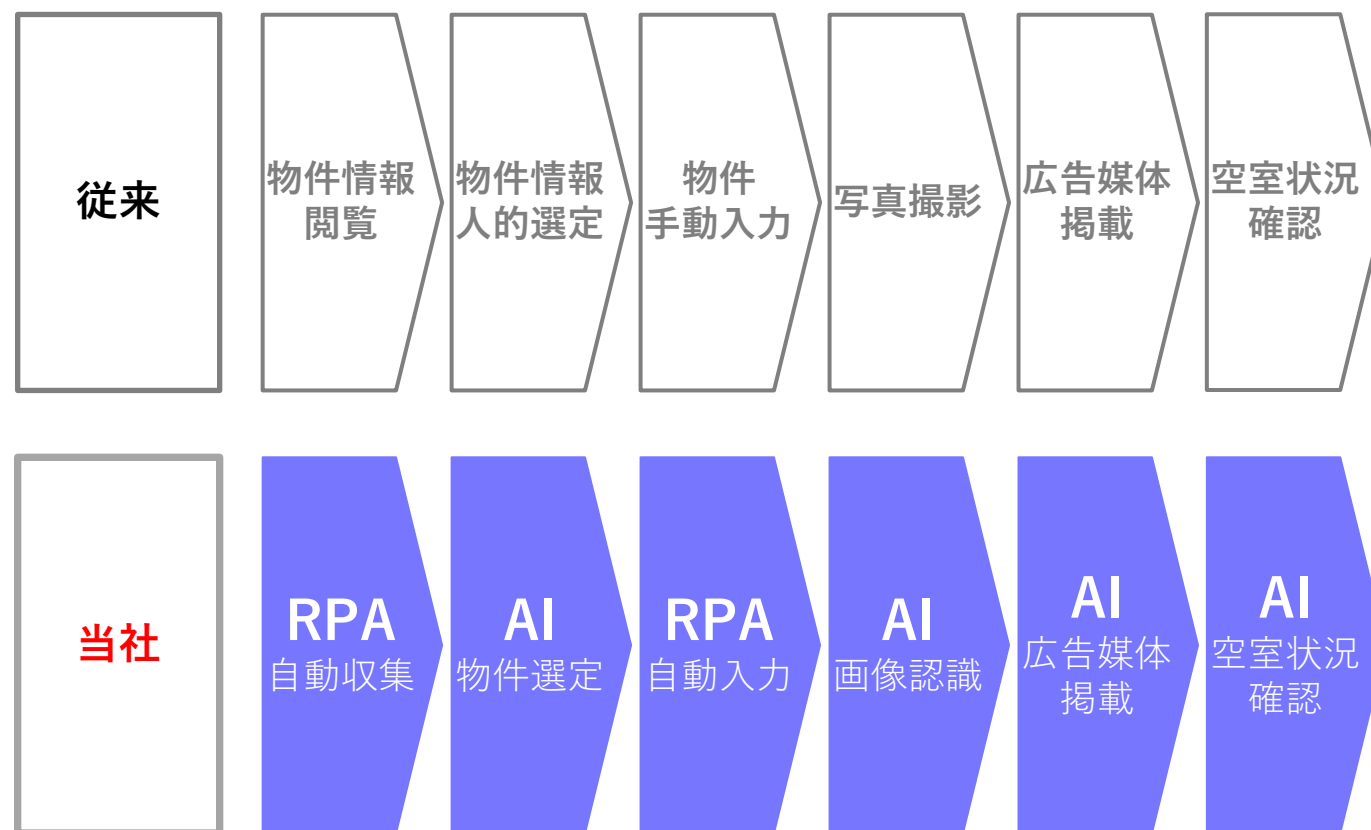 従来
物件情報
閲覧
物件情報
人的選定
物件
手動入力
写真撮影
広告媒体
掲載
空室状況
確認
当社
RPA
自動収集
AI
物件選定
RPA
自動入力
AI
画像認識
AI
広告媒体
掲載
AI
空室状況
確認